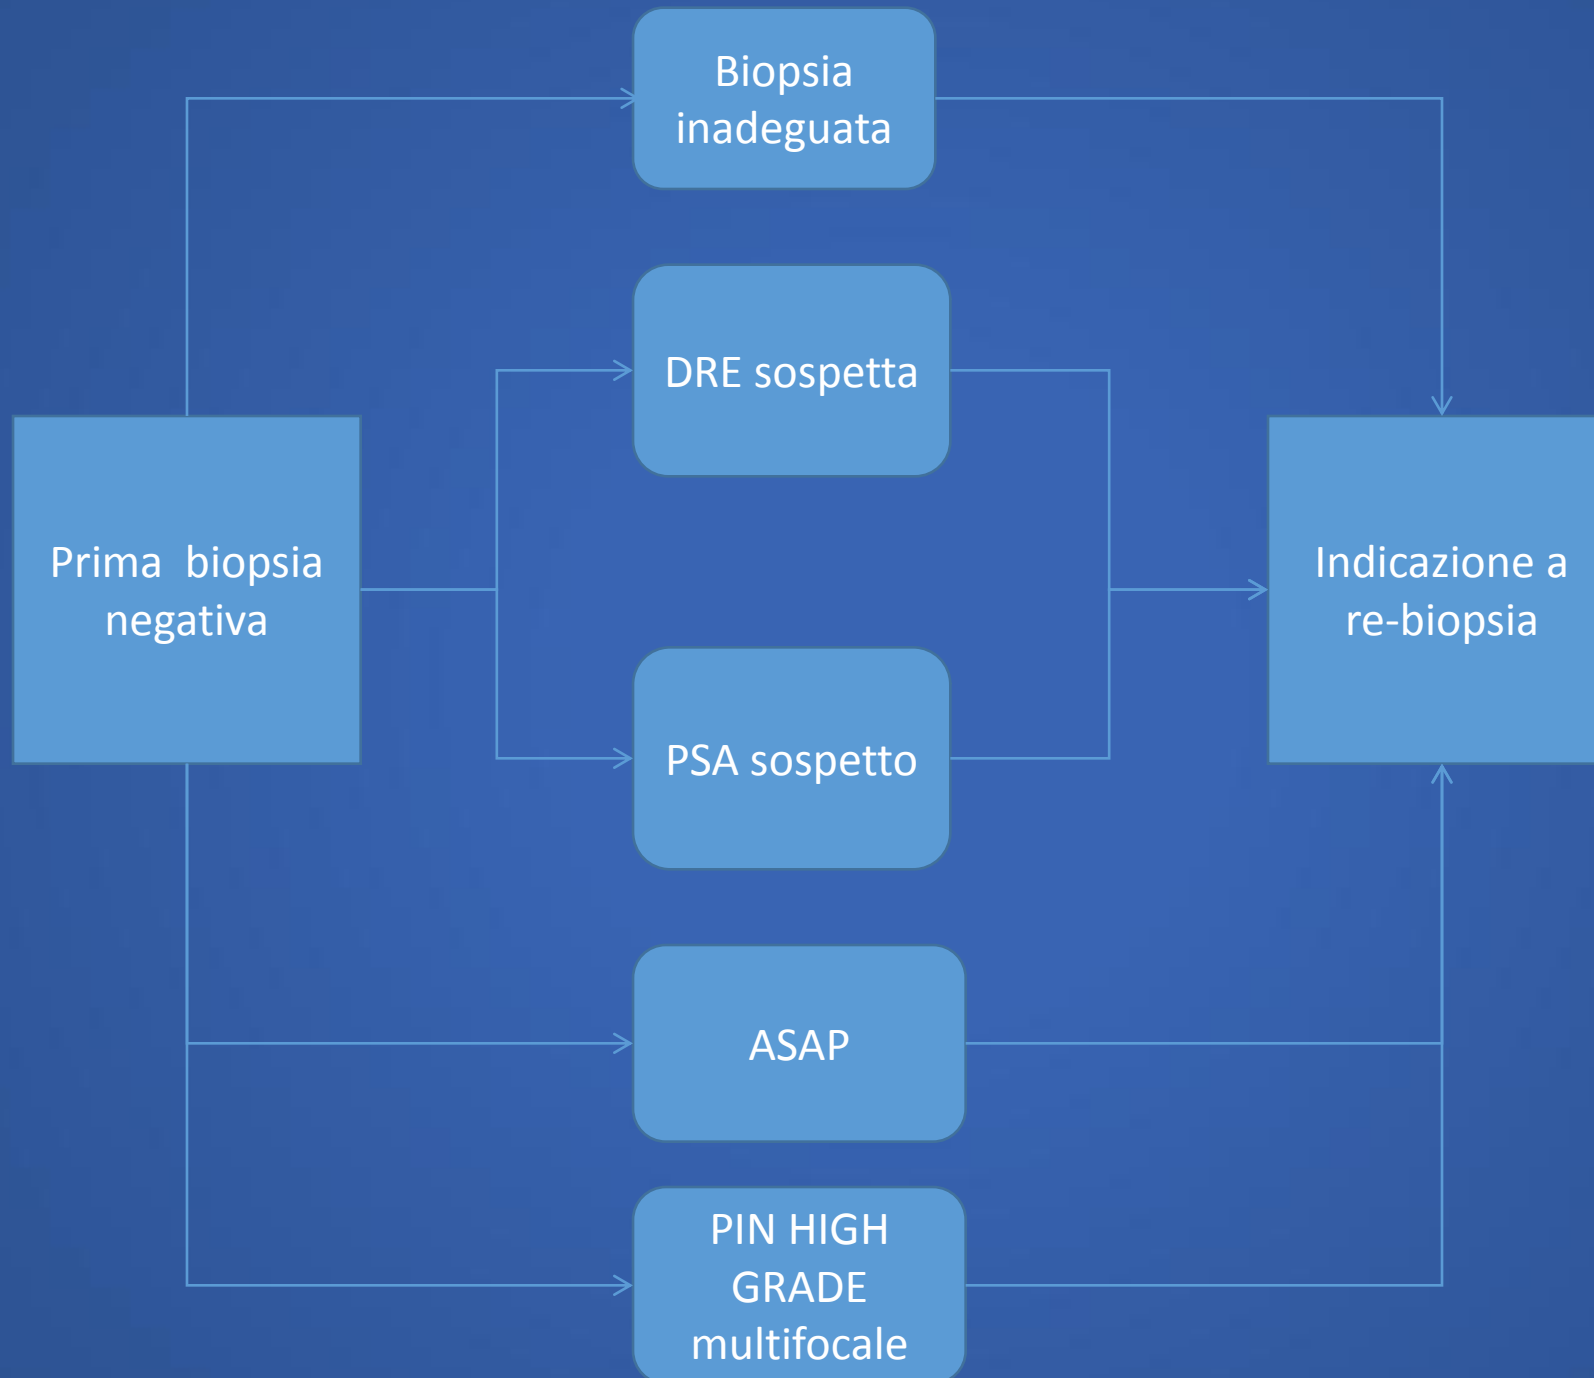 Biopsia
inadeguata
DRE sospetta
Prima  biopsia
negativa
Indicazione a
re-biopsia
PSA sospetto
ASAP
PIN HIGH
GRADE
multifocale